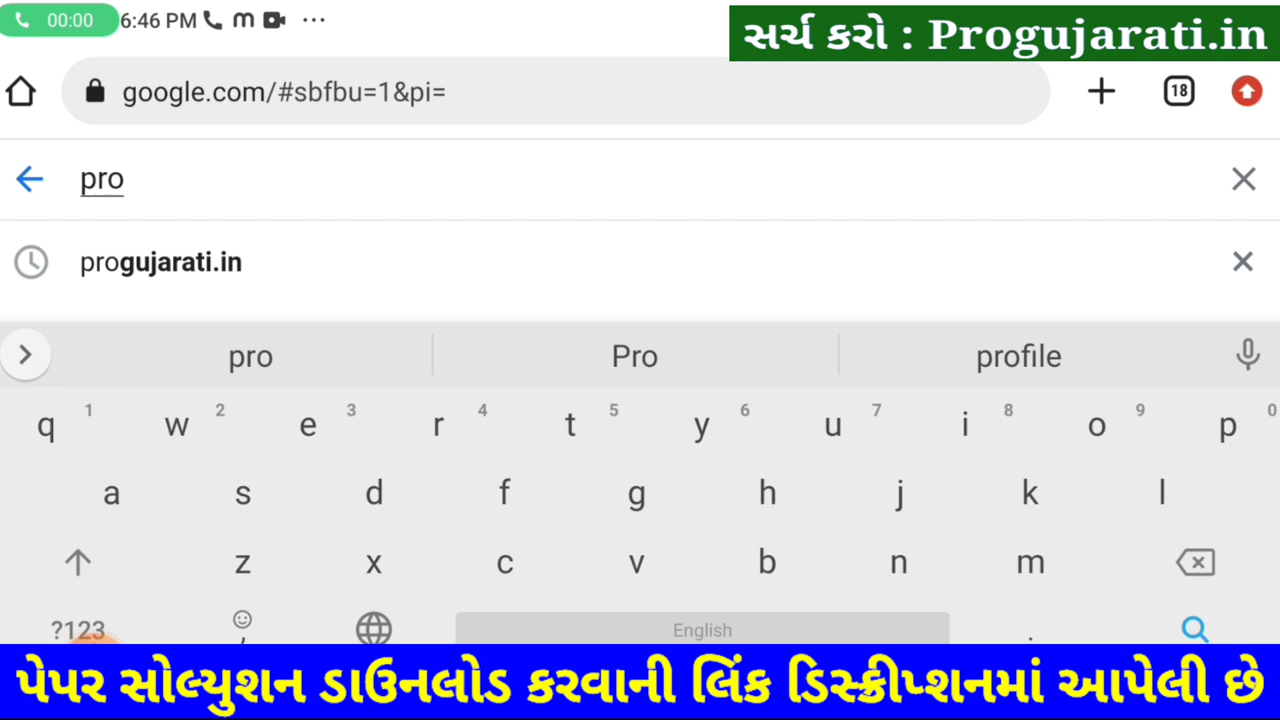 00:00 6:46 PM
સર્ચ કરો : Progujarati.in
google.com/#sbfbu=1&pi=
18
pro
progujarati.in
pro Pro profile
q 1 w 2 e 3 r 4 t 5 y 6 u 7 i 8 o 9 p 0
a s d f g h j k l
z x c v b n m
?123 , English .
પેપર સોલ્યુશન ડાઉનલોડ કરવાની લિંક ડિસ્ક્રીપ્શનમાં આપેલી છે